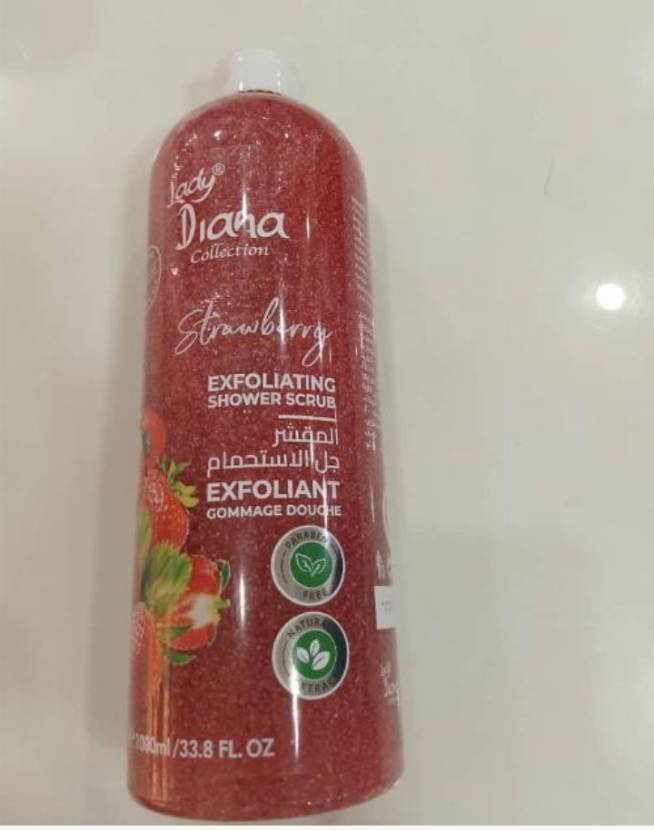 Lady®
Diana
Collection
Strawberry
EXFOLIATING
SHOWER SCRUB
المقشر
جل الاستحمام
EXFOLIANT
GOMMAGE DOUCHE
PARABEN
FREE
NATURAL
EXTRACT
1000ml/33.8 FL. OZ